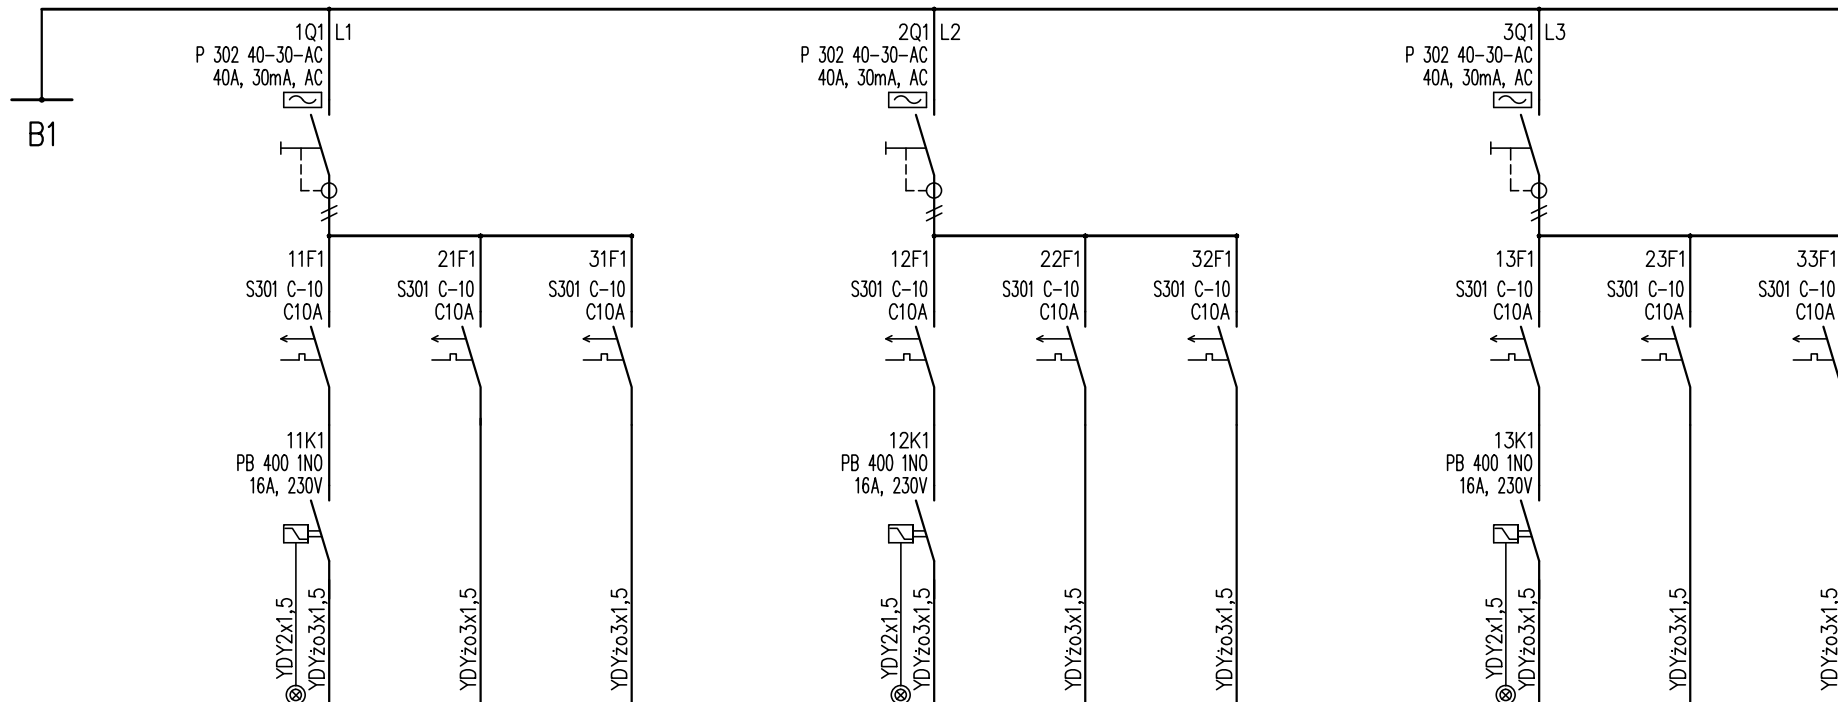 B1
1Q1 L1
P 302 40-30-AC
40A, 30mA, AC
2Q1 L2
P 302 40-30-AC
40A, 30mA, AC
3Q1 L3
P 302 40-30-AC
40A, 30mA, AC
11F1
S301 C-10
C10A
21F1
S301 C-10
C10A
31F1
S301 C-10
C10A
12F1
S301 C-10
C10A
22F1
S301 C-10
C10A
32F1
S301 C-10
C10A
13F1
S301 C-10
C10A
23F1
S301 C-10
C10A
33F1
S301 C-10
C10A
11K1
PB 400 1NO
16A, 230V
12K1
PB 400 1NO
16A, 230V
13K1
PB 400 1NO
16A, 230V
YDY2x1,5
YDYżo3x1,5
YDYżo3x1,5
YDYżo3x1,5
YDY2x1,5
YDYżo3x1,5
YDYżo3x1,5
YDYżo3x1,5
YDY2x1,5
YDYżo3x1,5
YDYżo3x1,5
YDYżo3x1,5